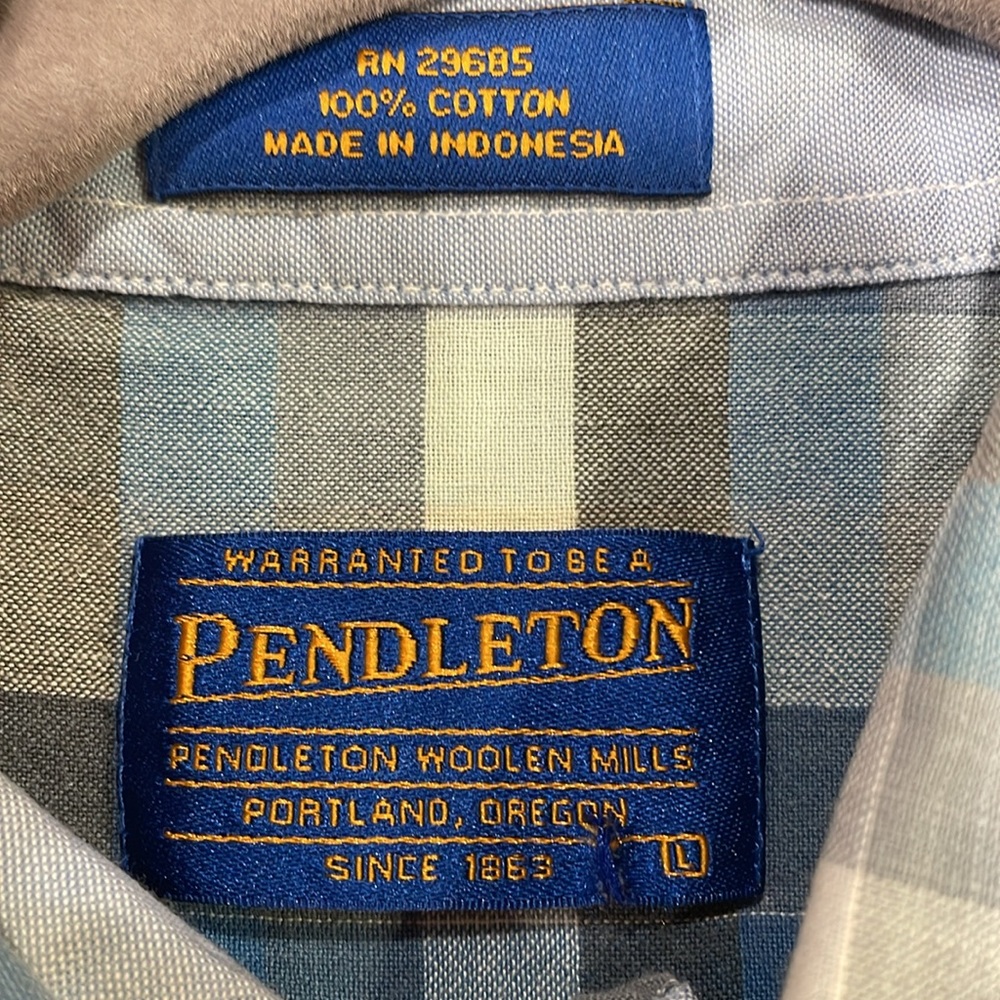 RN 29685
100% COTTON
MADE IN INDONESIA
WARRANTED TO BE A
PENDLETON
PENDLETON WOOLEN MILLS
PORTLAND, OREGON
SINCE 1863
L